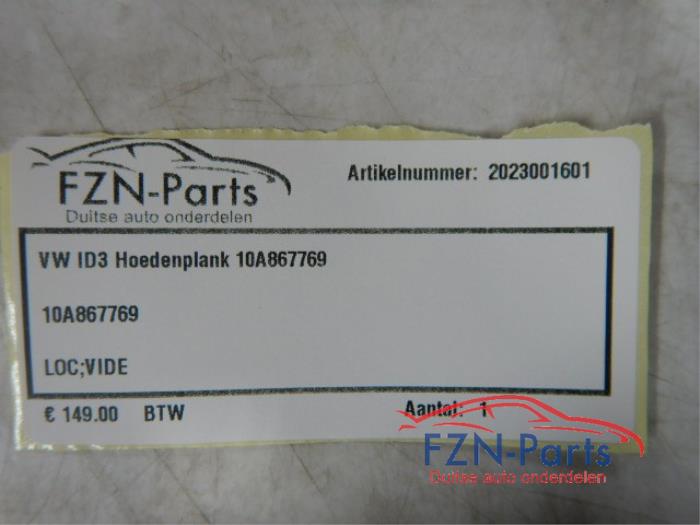 FZN-Parts
Duitse auto onderdelen
Artikelnummer: 2023001601
VW ID3 Hoedenplank 10A867769
10A867769
LOC;VIDE
€ 149.00 BTW
Aantal: 1
FZN-Parts
Duitse auto onderdelen